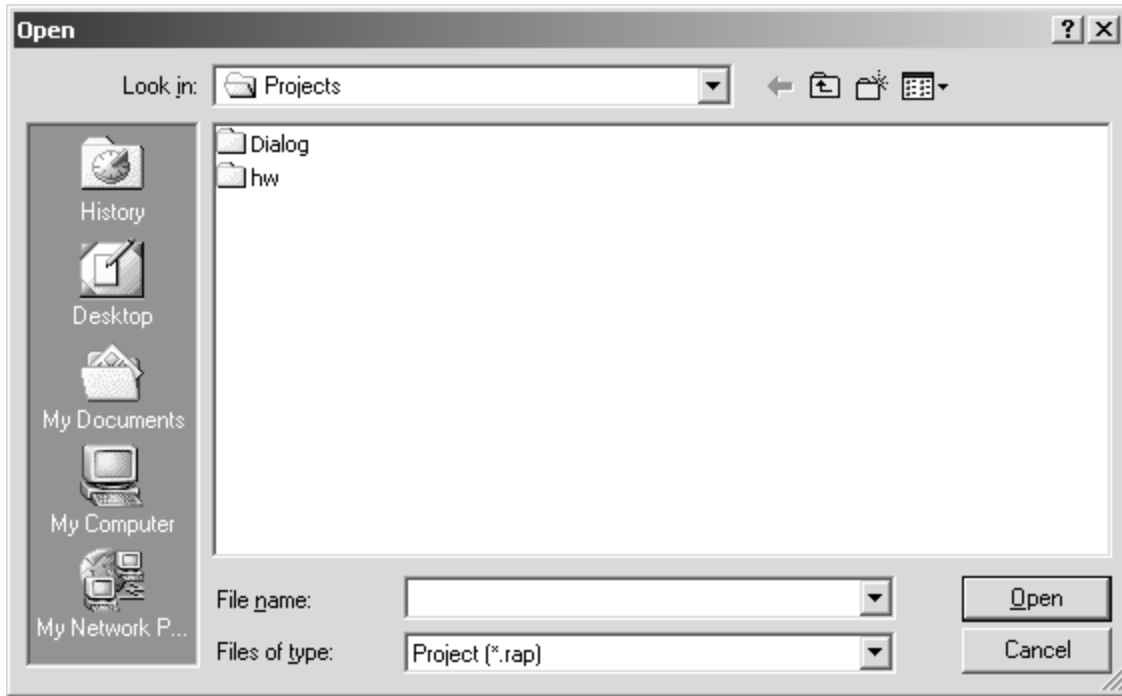 Open
Look in: Projects
Dialog
hw
History
Desktop
My Documents
My Computer
My Network P...
File name:
Open
Files of type: Project (*.rap)
Cancel